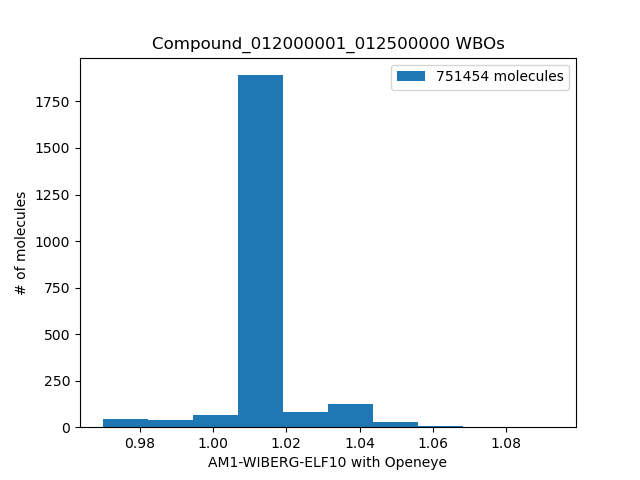 Compound_012000001_012500000 WBOs
751454 molecules
# of molecules
1750
1500
1250
1000
750
500
250
0
0.98 1.00 1.02 1.04 1.06 1.08
AM1-WIBERG-ELF10 with Openeye